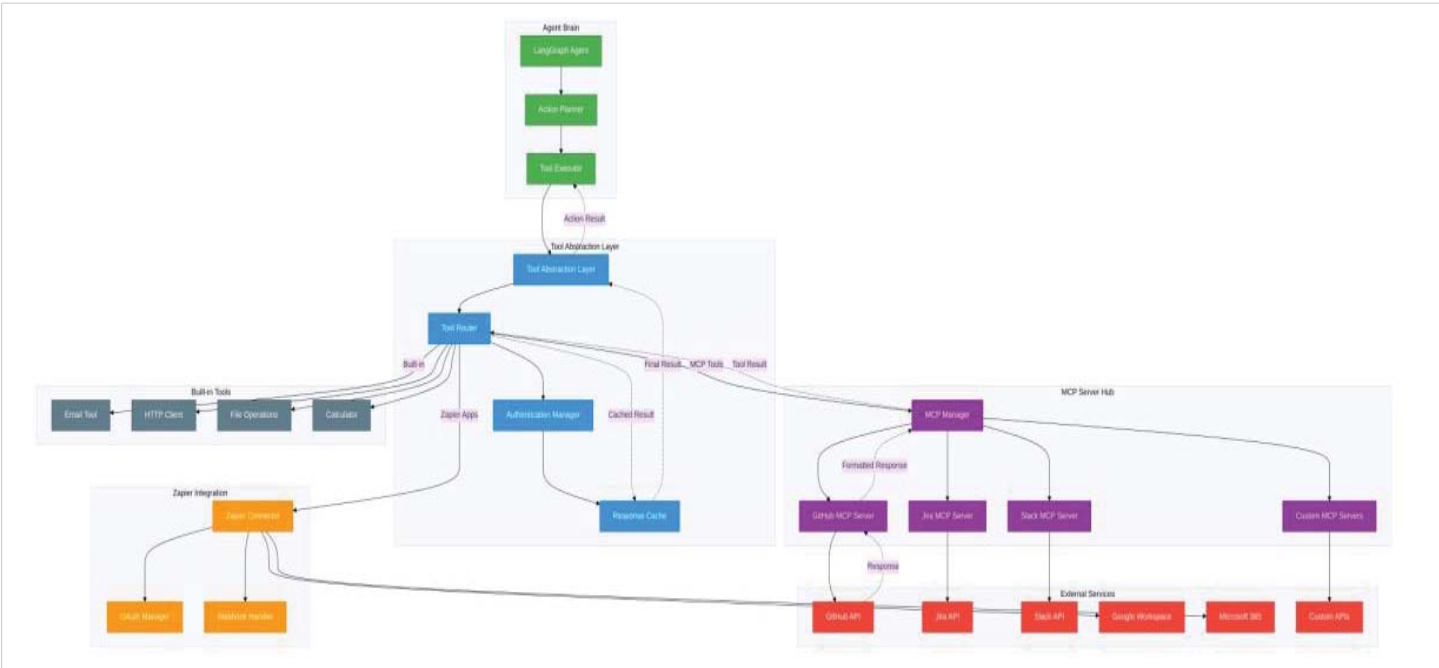 Agent Brain
LangGraph Agent
Action Planner
Tool Executor
Action Result
Tool Abstraction Layer
Tool Abstraction Layer
Tool Router
Built-in
Final Result
MCP Tools
Tool Result
Built-in Tools
MCP Server Hub
Email Tool
HTTP Client
File Operations
Calculator
Zapier Apps
Authentication Manager
Cached Result
MCP Manager
Formatted Response
Zapier Integration
Zapier Connector
Response Cache
GitHub MCP Server
Jira MCP Server
Slack MCP Server
Custom MCP Servers
Response
External Services
OAuth Manager
Webhook Handler
GitHub API
Jira API
Slack API
Google Workspace
Microsoft 365
Custom APIs